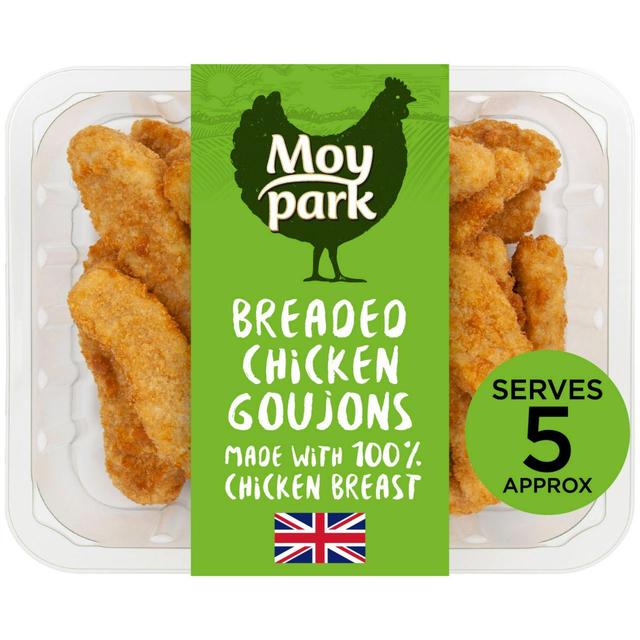 Moy
park
BREADED
CHiCKEN
GOUJONS
MADE WiTH 100%
CHiCKEN BREAST
SERVES
5
APPROX